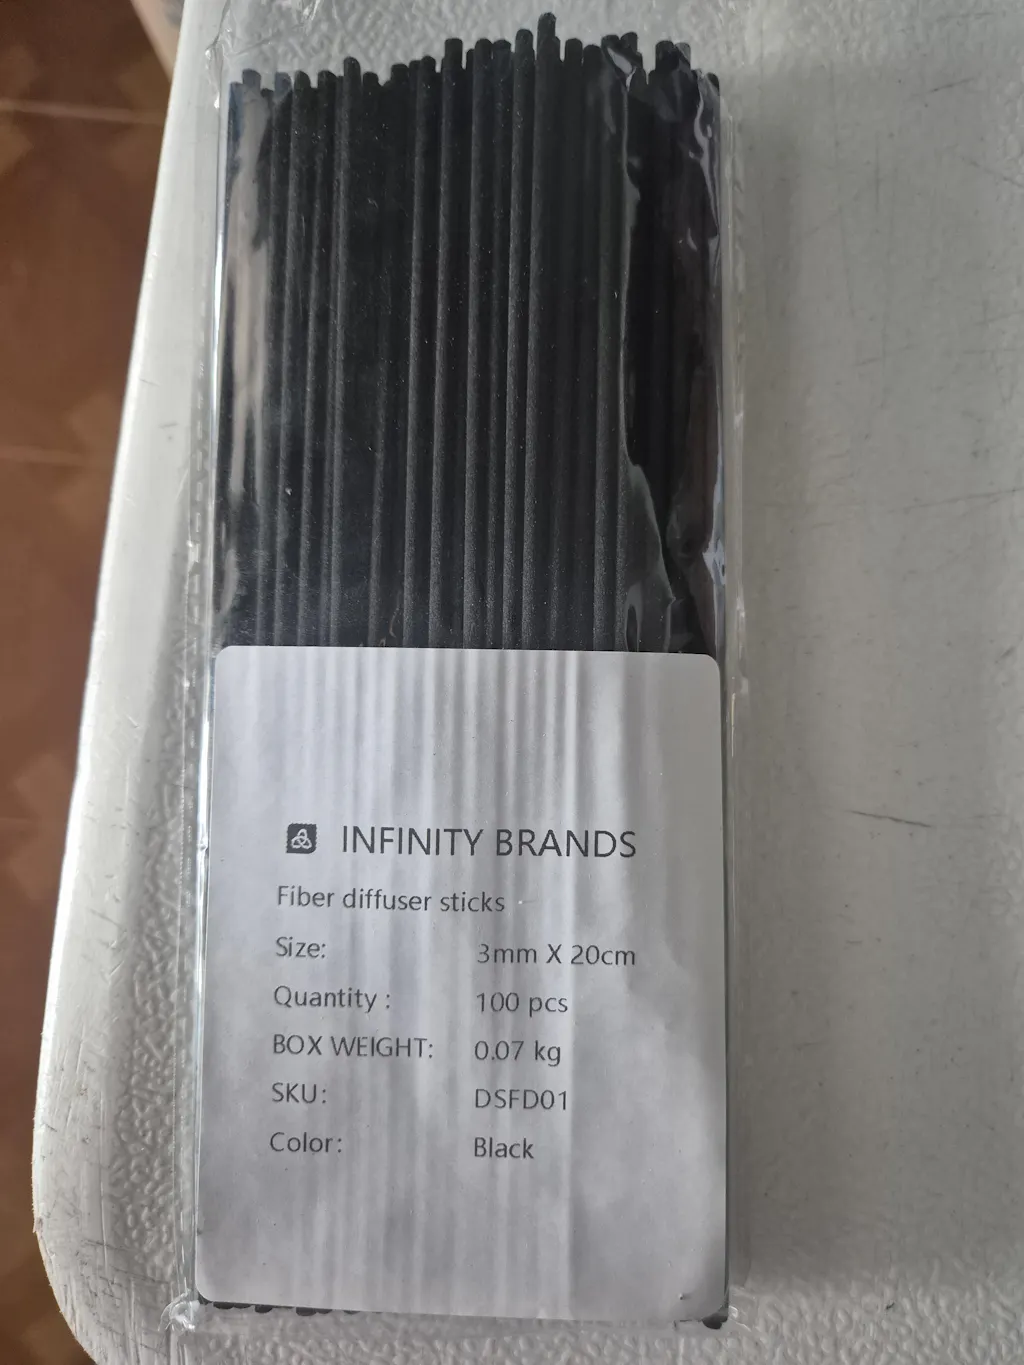 INFINITY BRANDS
Fiber diffuser sticks
Size: 3mm X 20cm
Quantity : 100 pcs
BOX WEIGHT: 0.07 kg
SKU: DSFD01
Color: Black